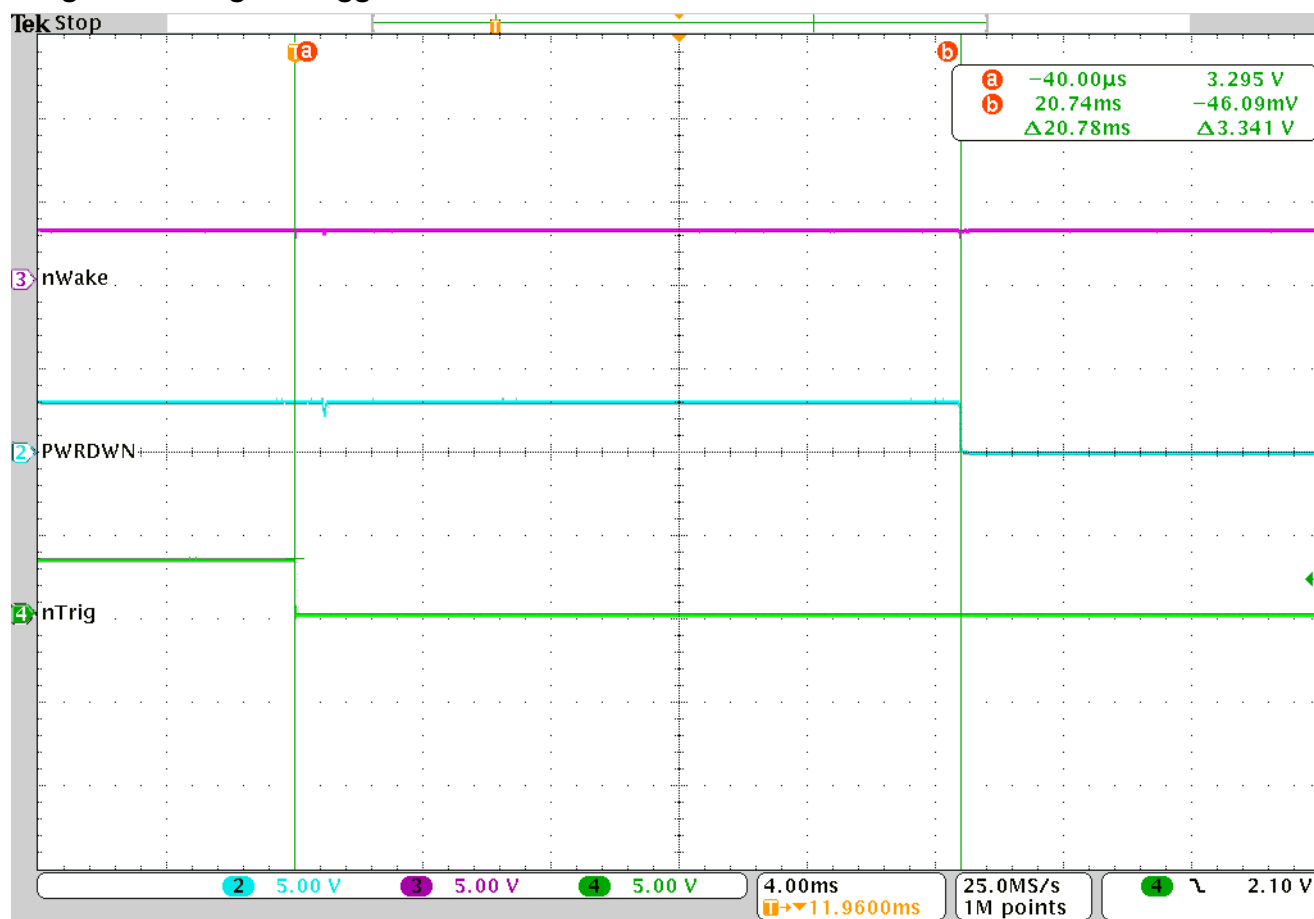 Tek Stop
T
T a b
a −40.00µs 3.295 V
b 20.74ms −46.09mV
Δ20.78ms Δ3.341 V
3 nWake
2 PWRDWN
4 nTrig
2 5.00 V 3 5.00 V 4 5.00 V 4.00ms 25.0MS/s 4 2.10 V
T→▼11.9600ms 1M points